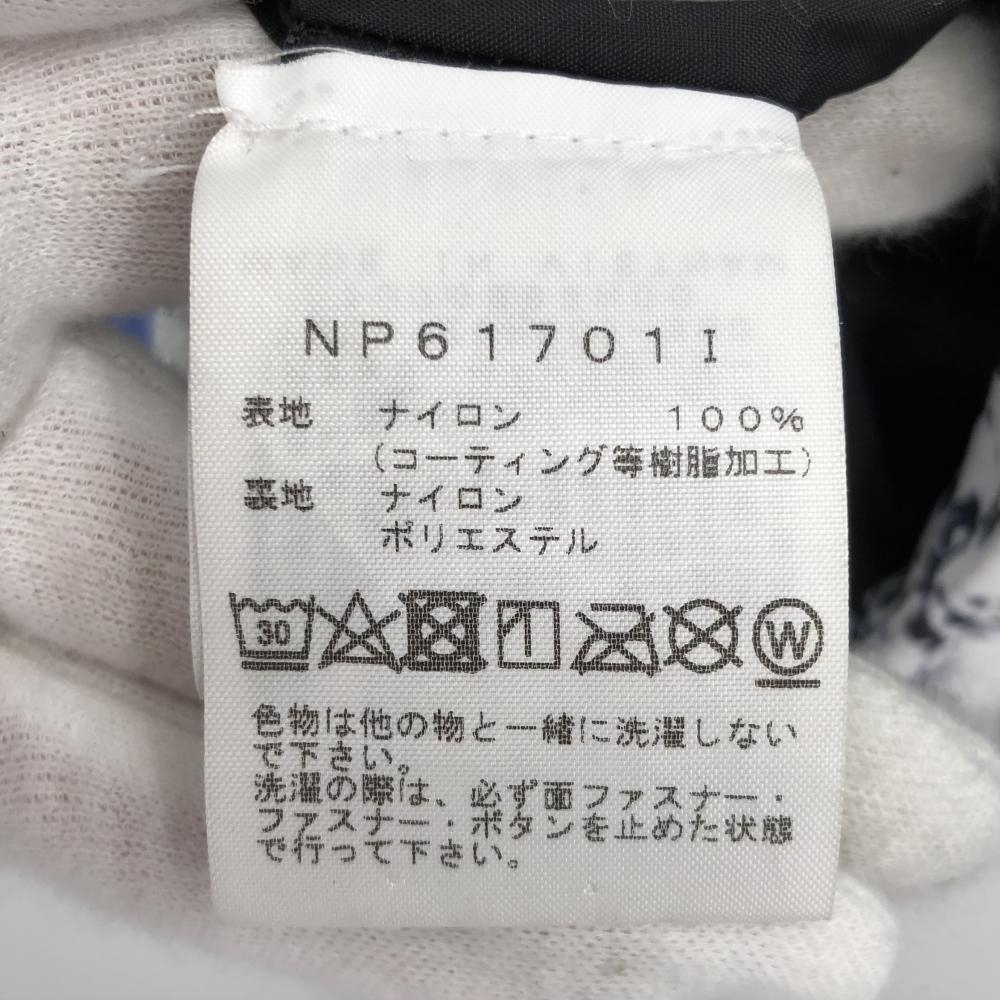 NP61701I
表地 ナイロン 100%
(コーティング等樹脂加工)
裏地 ナイロン
ポリエステル
30 1 W
色物は他の物と一緒に洗濯しない
で下さい。
洗濯の際は、必ず面ファスナー・
ファスナー・ボタンを止めた状態
で行って下さい。